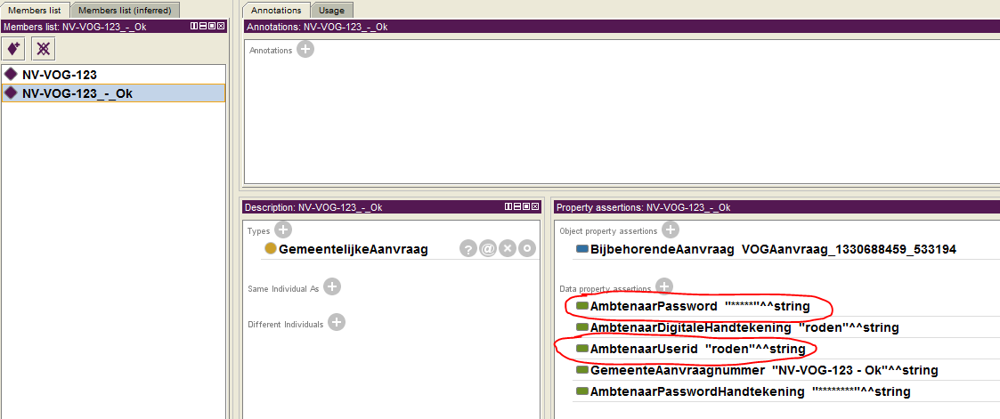 Members list Members list (inferred)
Members list: NV-VOG-123_-_Ok
NV-VOG-123
NV-VOG-123_-_Ok
Annotations Usage
Annotations: NV-VOG-123_-_Ok
Annotations
Description: NV-VOG-123_-_Ok
Types
GemeentelijkeAanvraag
Same Individual As
Different Individuals
Property assertions: NV-VOG-123_-_Ok
Object property assertions
BijbehorendeAanvraag VOGAanvraag_1330688459_533194
Data property assertions
AmbtenaarPassword "*****"^^string
AmbtenaarDigitaleHandtekening "roden"^^string
AmbtenaarUserid "roden"^^string
GemeenteAanvraagnummer "NV-VOG-123 - Ok"^^string
AmbtenaarPasswordHandtekening "********"^^string